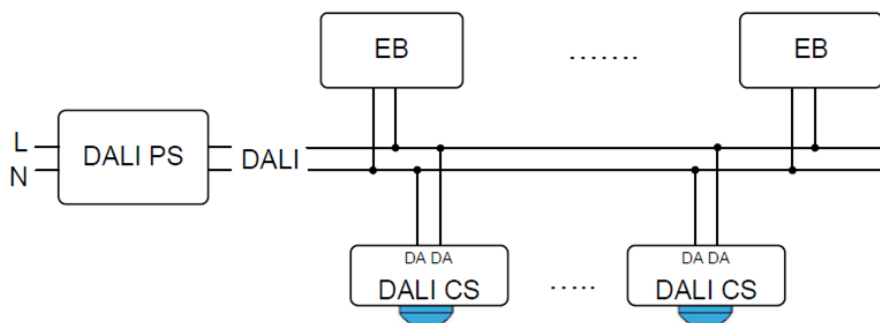 EB
.......
EB
L
N
DALI PS
DALI
DA DA
DALI CS
.....
DA DA
DALI CS